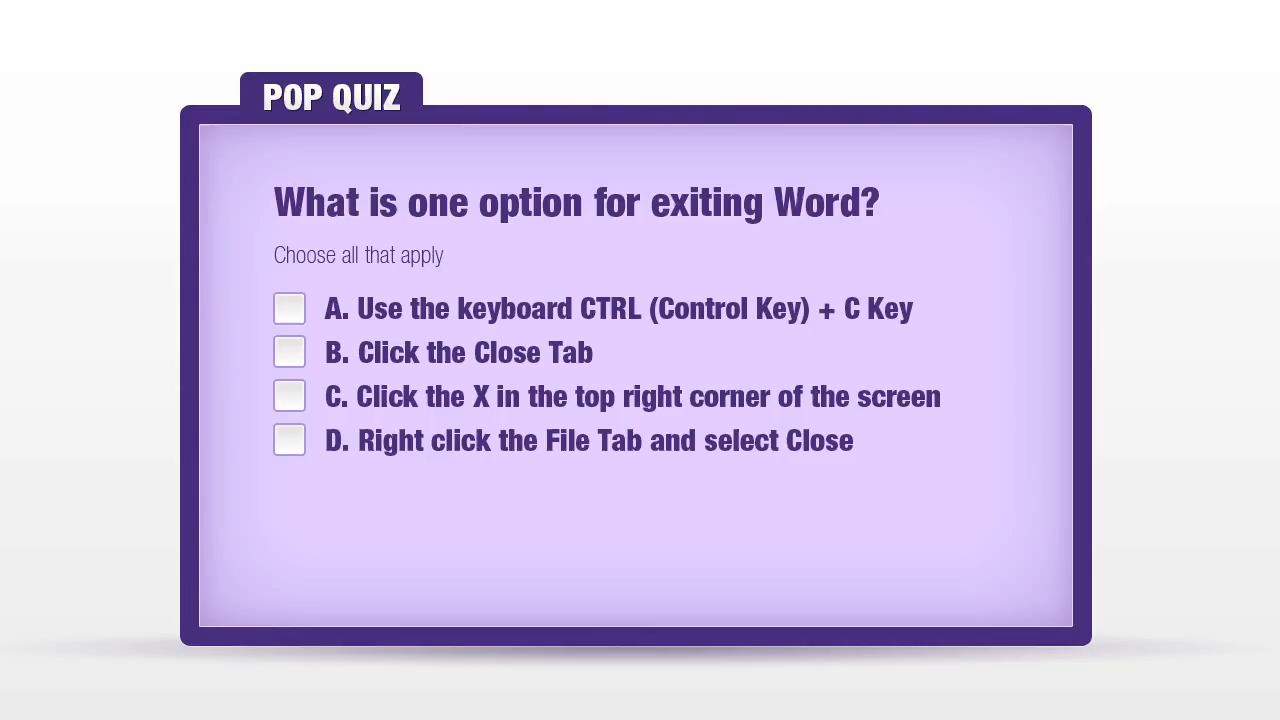 POP QUIZ
What is one option for exiting Word?
Choose all that apply
A. Use the keyboard CTRL (Control Key) + C Key
B. Click the Close Tab
C. Click the X in the top right corner of the screen
D. Right click the File Tab and select Close